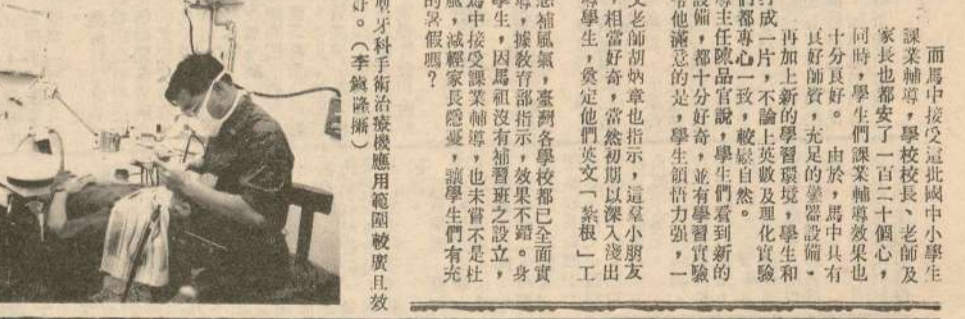 而馬中接受這批國中小學生
課業輔導，學校校長、老師及
家長也都安了一百二十個心，
同時，學生們課業輔導效果也
十分良好。由於，馬中具有
良好師資，充足的儀器設備，
再加上新的學習環境，學生和
打成一片，不論上英數及理化實驗
們都專心一致，較嶽自然。
導主任陳品官說，學生們看到新的
設備，都十分好奇，並有學習實驗
他滿意的是，學生領悟力強，一
文老師胡炳章也指示，這羣小朋友
，相當好奇，當然初期以深入淺出
導學生，奠定他們英文「紮根」工
惡補風氣，臺灣各學校都已全面實
導，據敎育部指示，效果不錯。身
學生，因馬祖沒有補習班之設立，
馬中接受課業輔導，也未嘗不是杜
風，減輕家長隱憂，讓學生們有充
的暑假嗎？
牙科手術治療機應用範圍較廣且效
好。（李鎮隆攝）